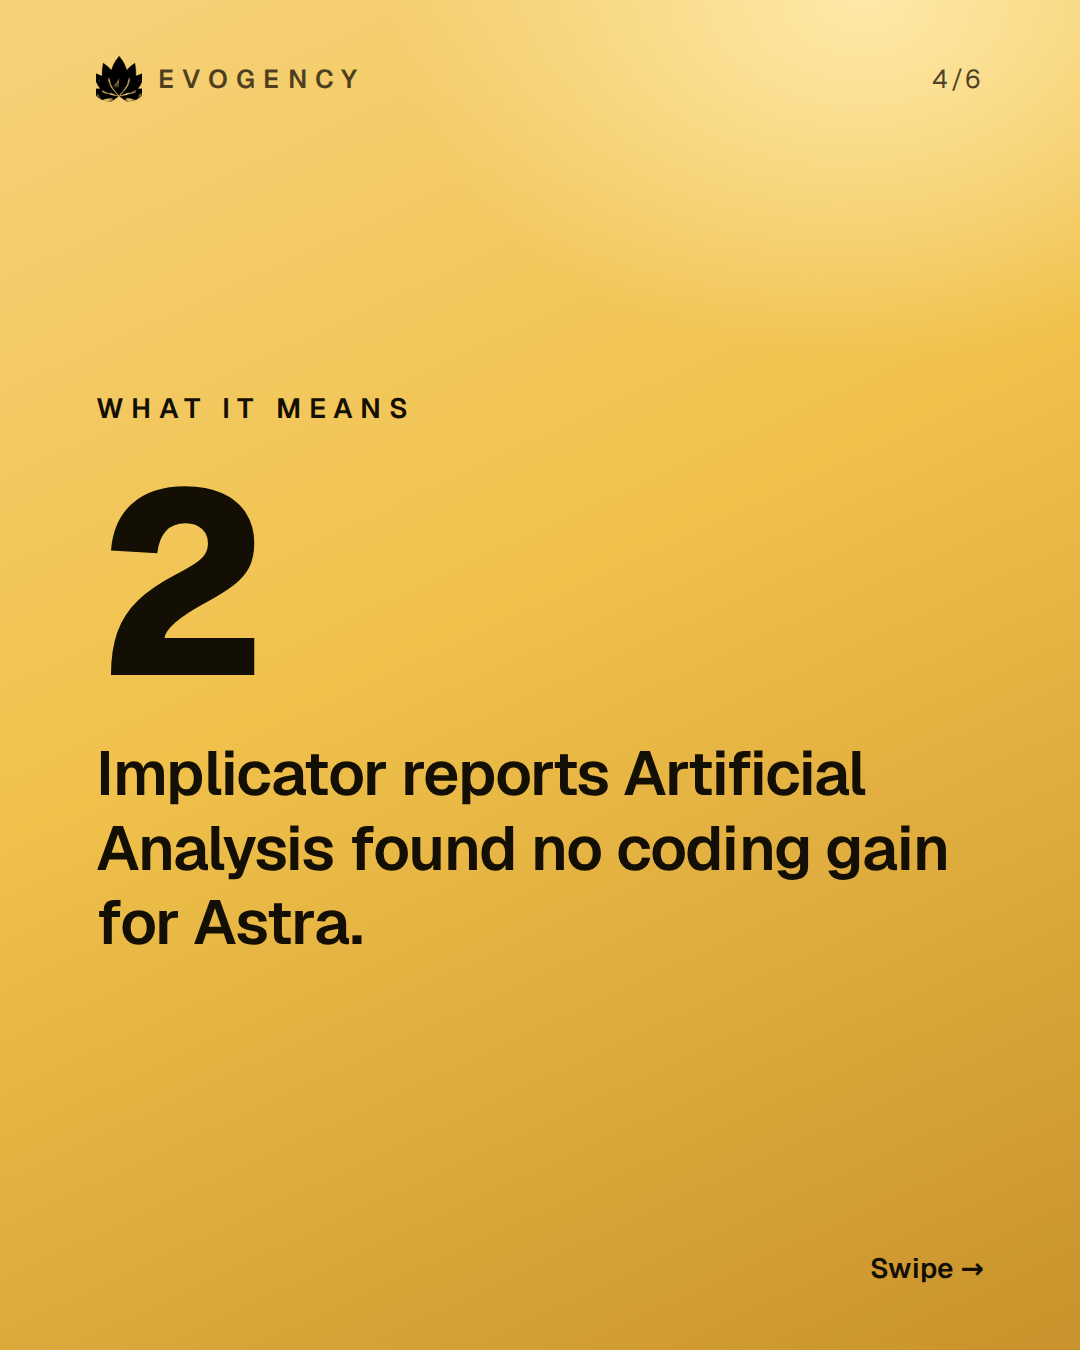 EVOGENCY
4/6
WHAT IT MEANS
2
Implicator reports Artificial
Analysis found no coding gain
for Astra.
Swipe →